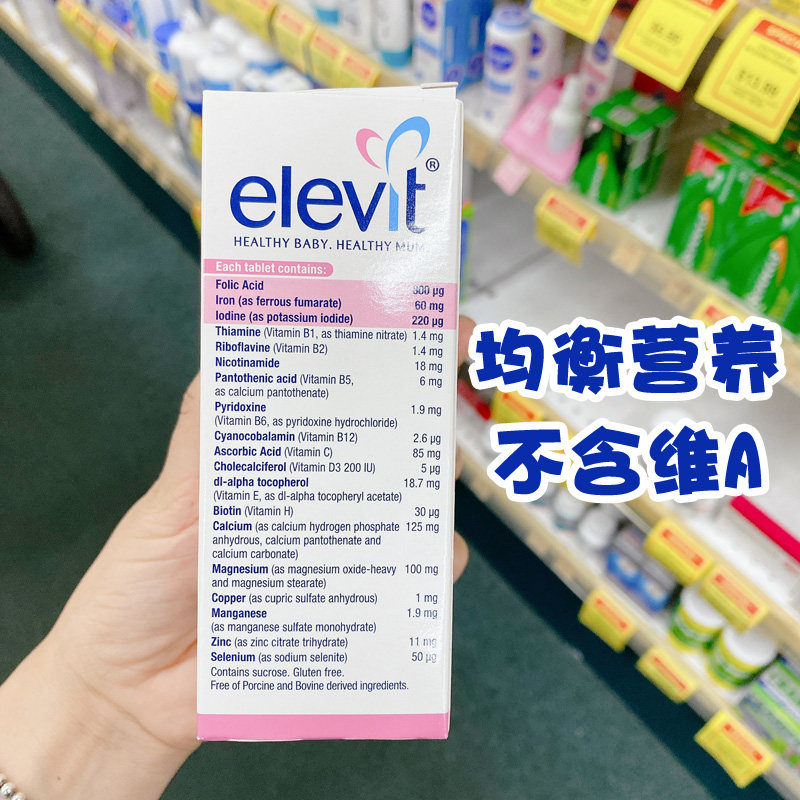 elevit®
HEALTHY BABY. HEALTHY MUM
Each tablet contains:
Folic Acid 800 µg
Iron (as ferrous fumarate) 60 mg
Iodine (as potassium iodide) 220 µg
Thiamine (Vitamin B1, as thiamine nitrate) 1.4 mg
Riboflavine (Vitamin B2) 1.4 mg
Nicotinamide 18 mg
Pantothenic acid (Vitamin B5, 6 mg
as calcium pantothenate)
Pyridoxine 1.9 mg
(Vitamin B6, as pyridoxine hydrochloride)
Cyanocobalamin (Vitamin B12) 2.6 µg
Ascorbic Acid (Vitamin C) 85 mg
Cholecalciferol (Vitamin D3 200 IU) 5 µg
dl-alpha tocopherol 18.7 mg
(Vitamin E, as dl-alpha tocopheryl acetate)
Biotin (Vitamin H) 30 µg
Calcium (as calcium hydrogen phosphate 125 mg
anhydrous, calcium pantothenate and
calcium carbonate)
Magnesium (as magnesium oxide-heavy 100 mg
and magnesium stearate)
Copper (as cupric sulfate anhydrous) 1 mg
Manganese 1.9 mg
(as manganese sulfate monohydrate)
Zinc (as zinc citrate trihydrate) 11 mg
Selenium (as sodium selenite) 50 µg
Contains sucrose. Gluten free.
Free of Porcine and Bovine derived ingredients.
均衡营养
不含维A